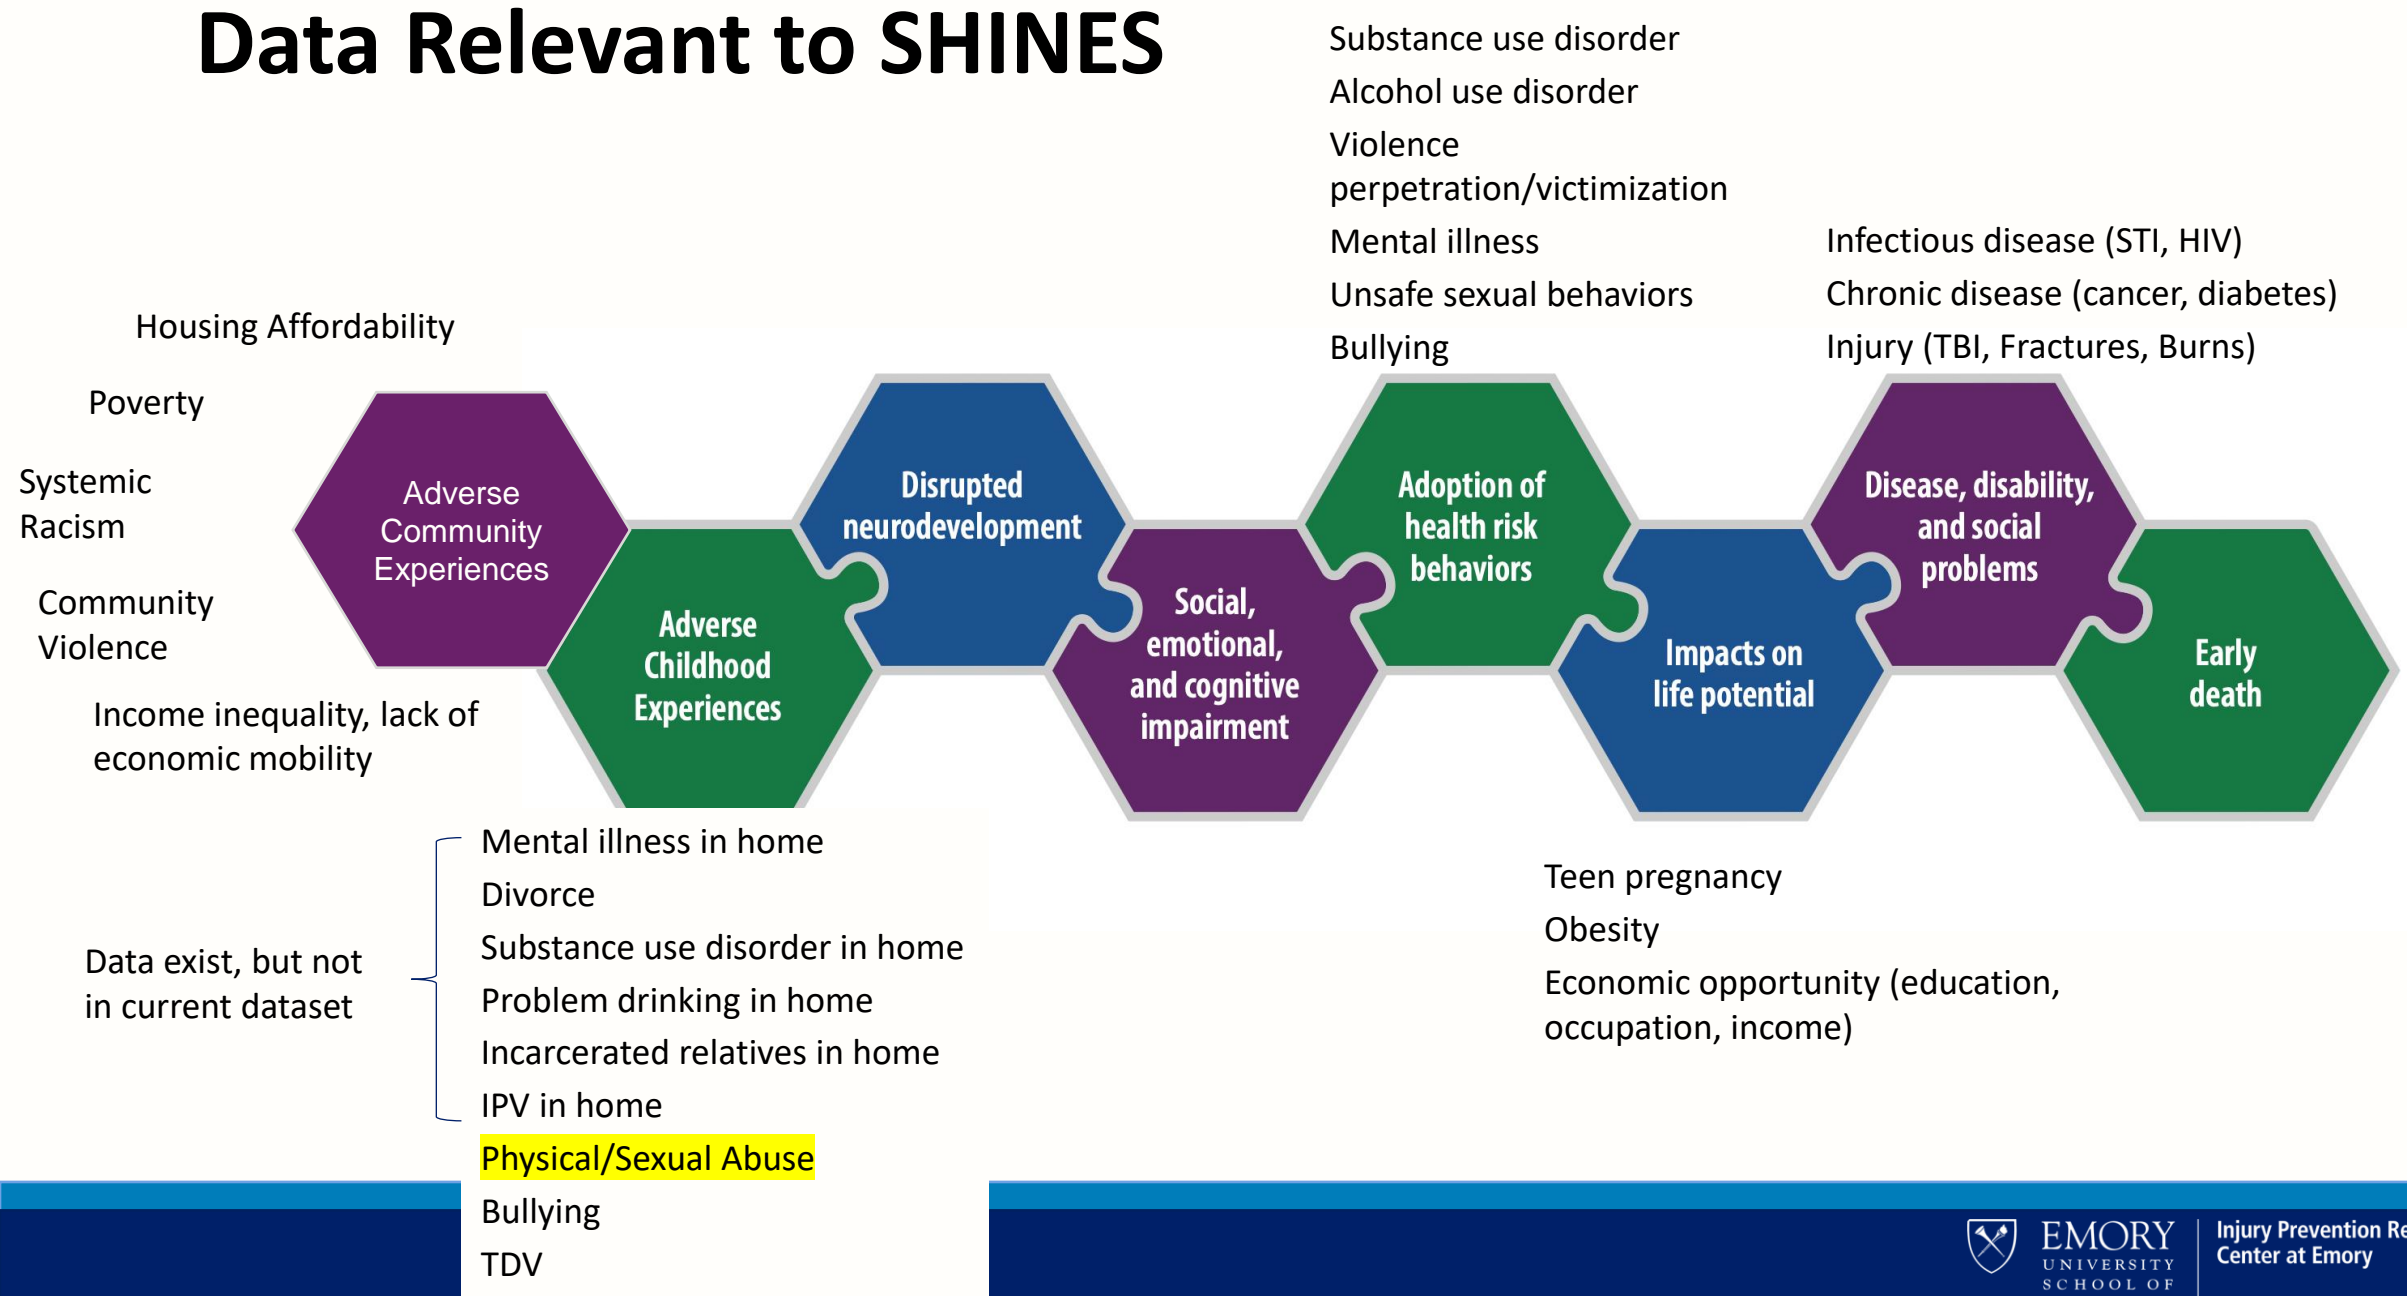 Data Relevant to SHINES
Substance use disorder
Alcohol use disorder
Violence
perpetration/victimization
Mental illness
Unsafe sexual behaviors
Bullying
Infectious disease (STI, HIV)
Chronic disease (cancer, diabetes)
Injury (TBI, Fractures, Burns)
Housing Affordability
Poverty
Systemic
Racism
Community
Violence
Income inequality, lack of
economic mobility
Adverse
Community
Experiences
Adverse
Childhood
Experiences
Disrupted
neurodevelopment
Social,
emotional,
and cognitive
impairment
Adoption of
health risk
behaviors
Impacts on
life potential
Disease, disability,
and social
problems
Early
death
Data exist, but not
in current dataset
Mental illness in home
Divorce
Substance use disorder in home
Problem drinking in home
Incarcerated relatives in home
IPV in home
Physical/Sexual Abuse
Bullying
TDV
Teen pregnancy
Obesity
Economic opportunity (education,
occupation, income)
EMORY
UNIVERSITY
SCHOOL OF
Injury Prevention Re
Center at Emory